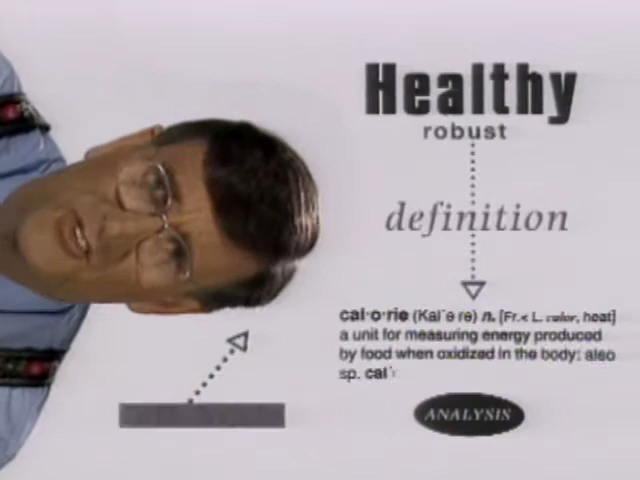 Healthy
robust
definition
cal·o·rie (Kal´ə rē) n. [Fr.< L. calor, heat]
a unit for measuring energy produced
by food when oxidized in the body: also
sp. cal
ANALYSIS